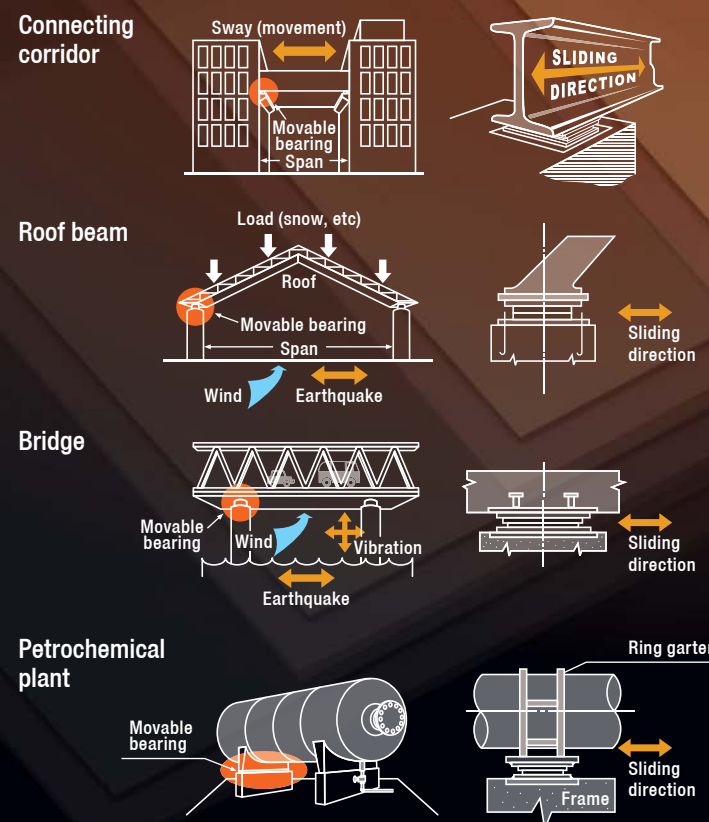 Connecting
corridor
Sway (movement)
Movable
bearing
Span
SLIDING
DIRECTION
Roof beam
Load (snow, etc)
Roof
Movable bearing
Span
Wind
Earthquake
Sliding
direction
Bridge
Movable
bearing
Wind
Vibration
Earthquake
Sliding
direction
Petrochemical
plant
Movable
bearing
Ring garter
Sliding
direction
Frame